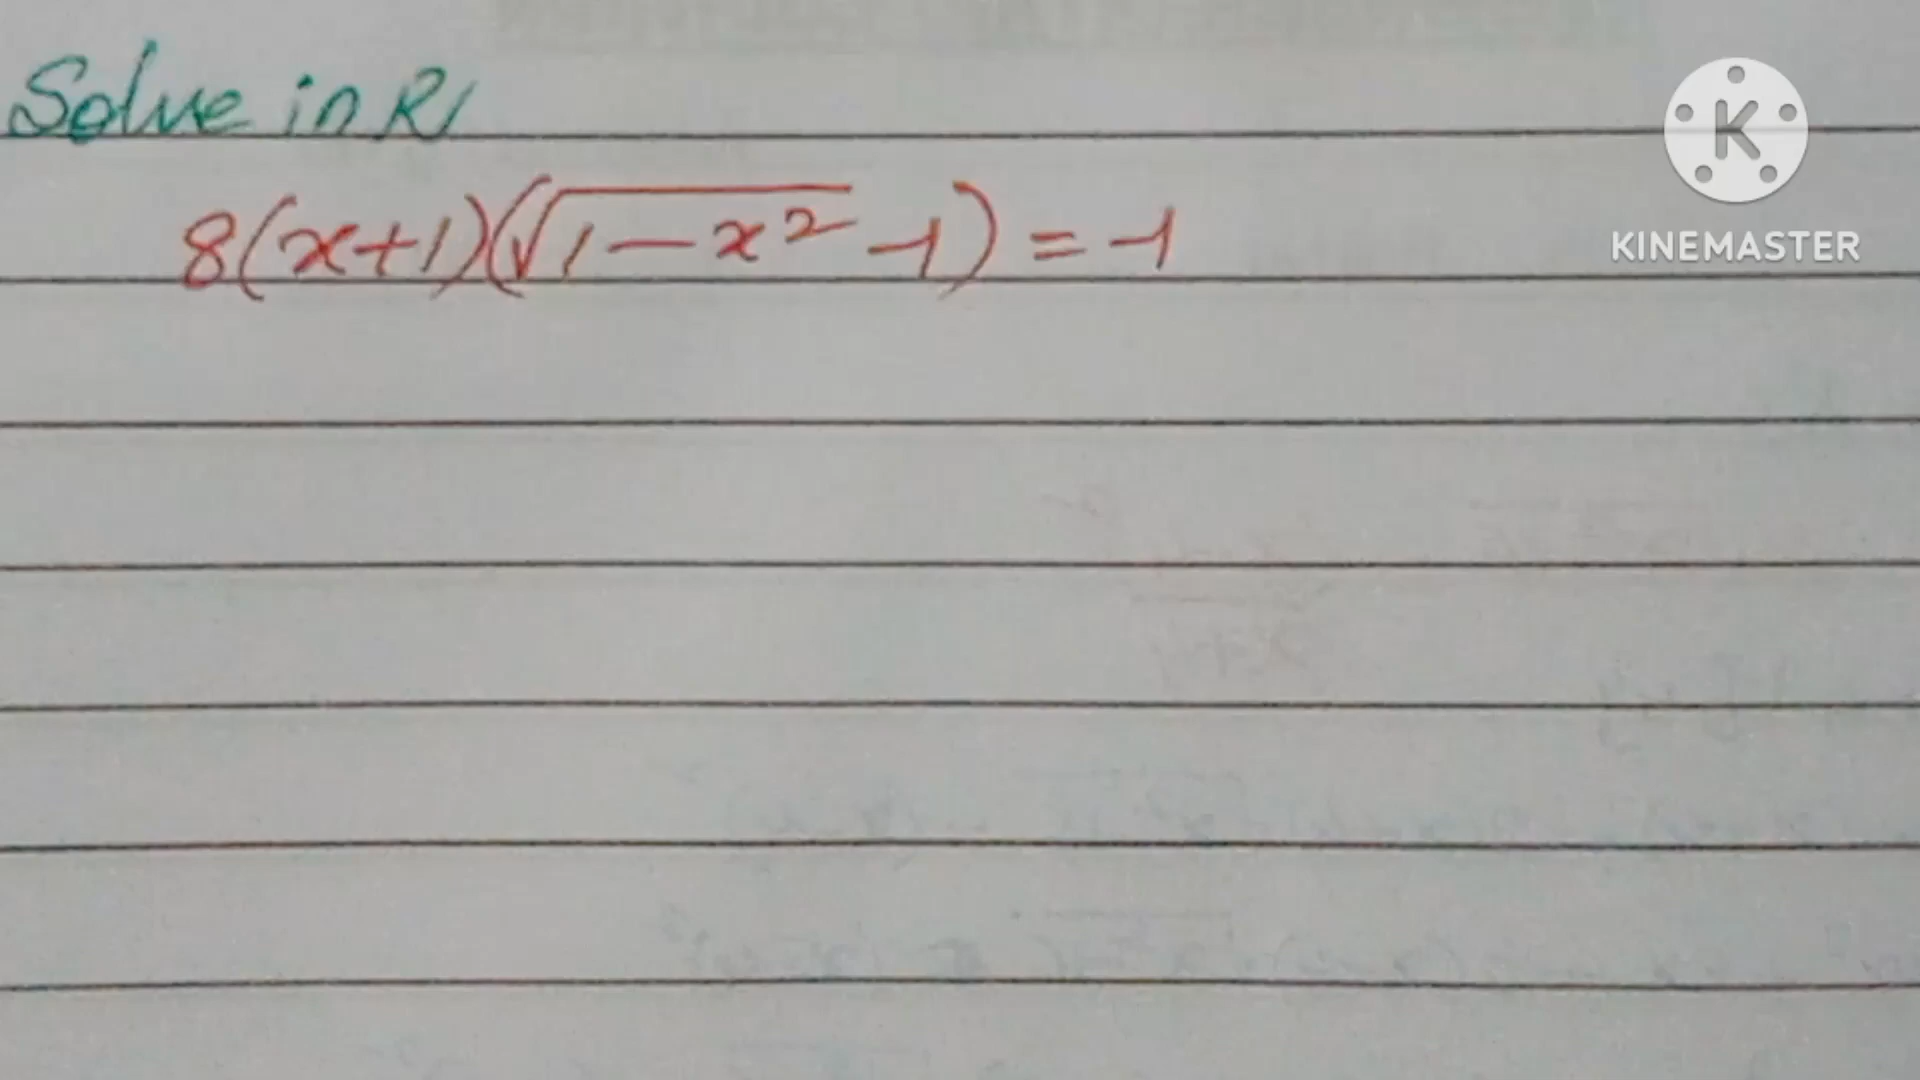 Solve in R
8(x+1)(√1-x² -1) = -1
K
KINEMASTER